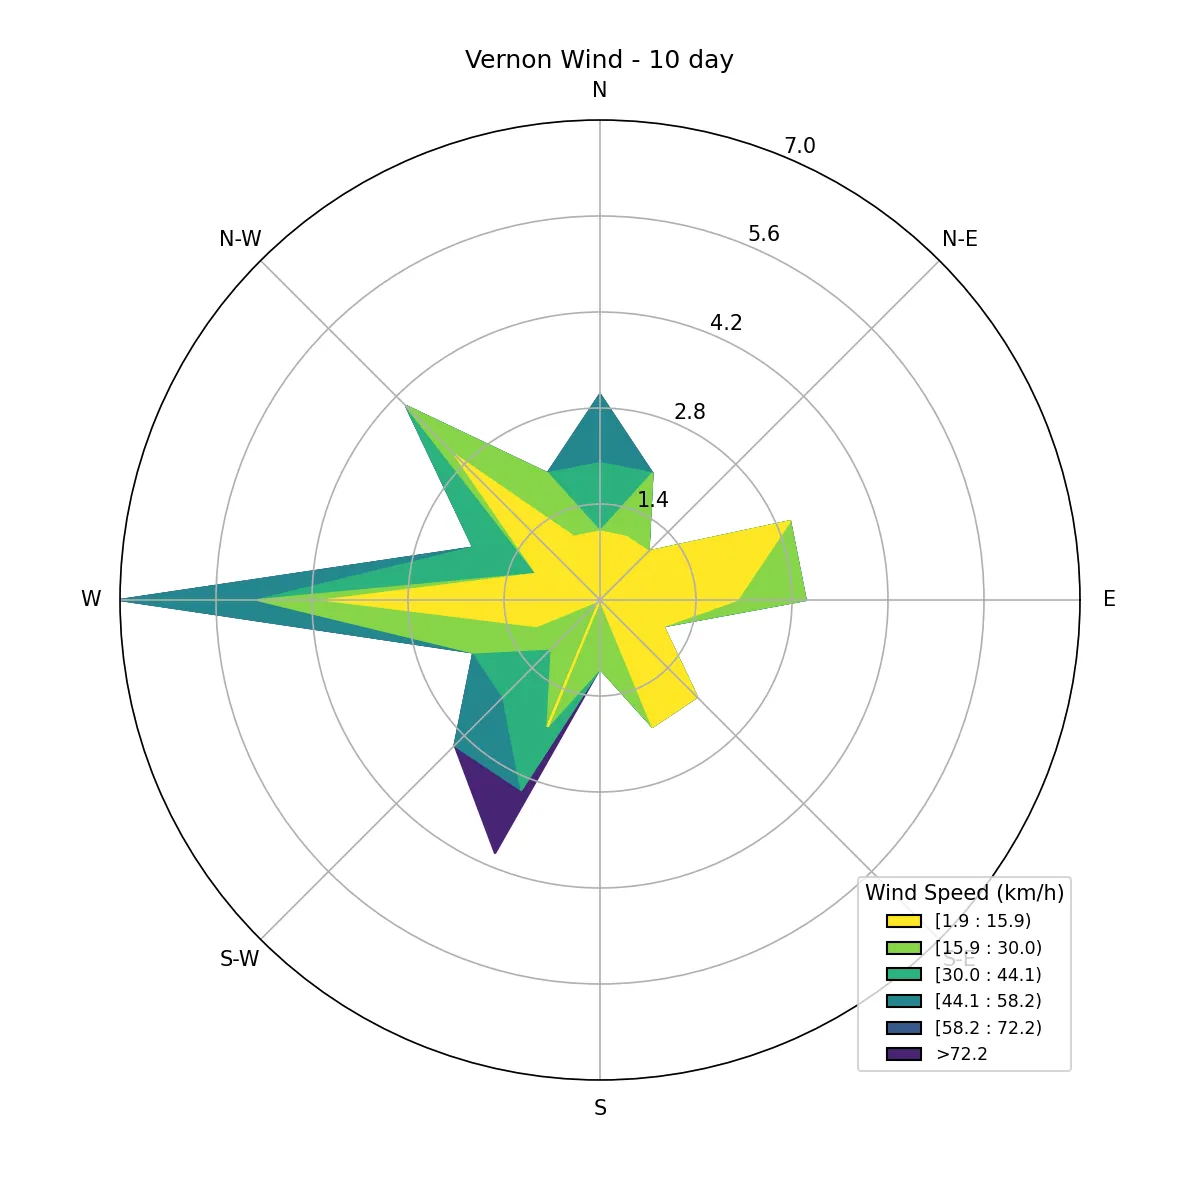 Vernon Wind - 10 day
N
7.0
N-W
5.6
N-E
4.2
2.8
1.4
W
E
Wind Speed (km/h)
[1.9 : 15.9)
[15.9 : 30.0)
S-W
S-E
[30.0 : 44.1)
[44.1 : 58.2)
[58.2 : 72.2)
>72.2
S